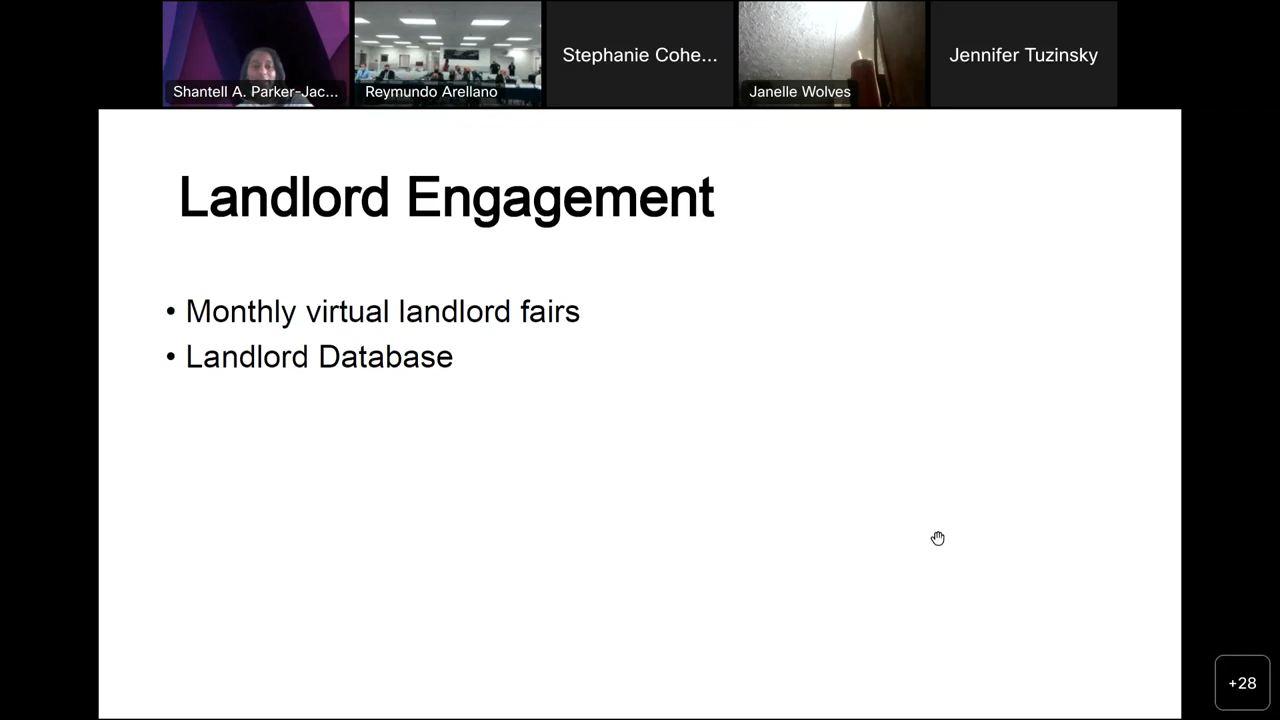 Shantell A. Parker-Jac...
Reymundo Arellano
Stephanie Cohe...
Janelle Wolves
Jennifer Tuzinsky
Landlord Engagement
• Monthly virtual landlord fairs
• Landlord Database
+28